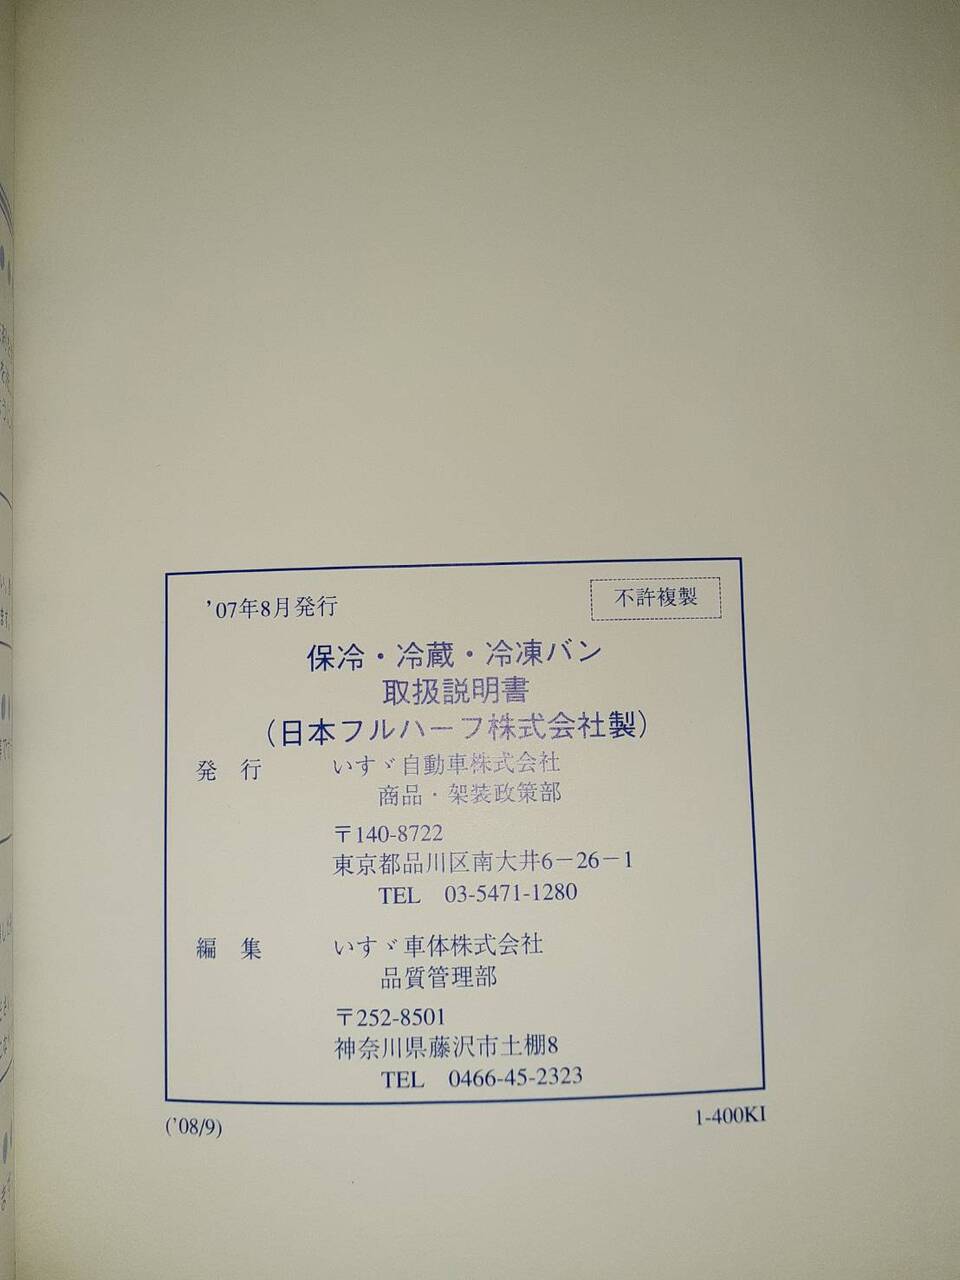 '07年8月発行
不許複製
保冷・冷蔵・冷凍バン
取扱説明書
（日本フルハーフ株式会社製）
発 行 いすゞ自動車株式会社
商品・架装政策部
〒140-8722
東京都品川区南大井6－26－1
TEL 03-5471-1280
編 集 いすゞ車体株式会社
品質管理部
〒252-8501
神奈川県藤沢市土棚8
TEL 0466-45-2323
('08/9)
1-400KI